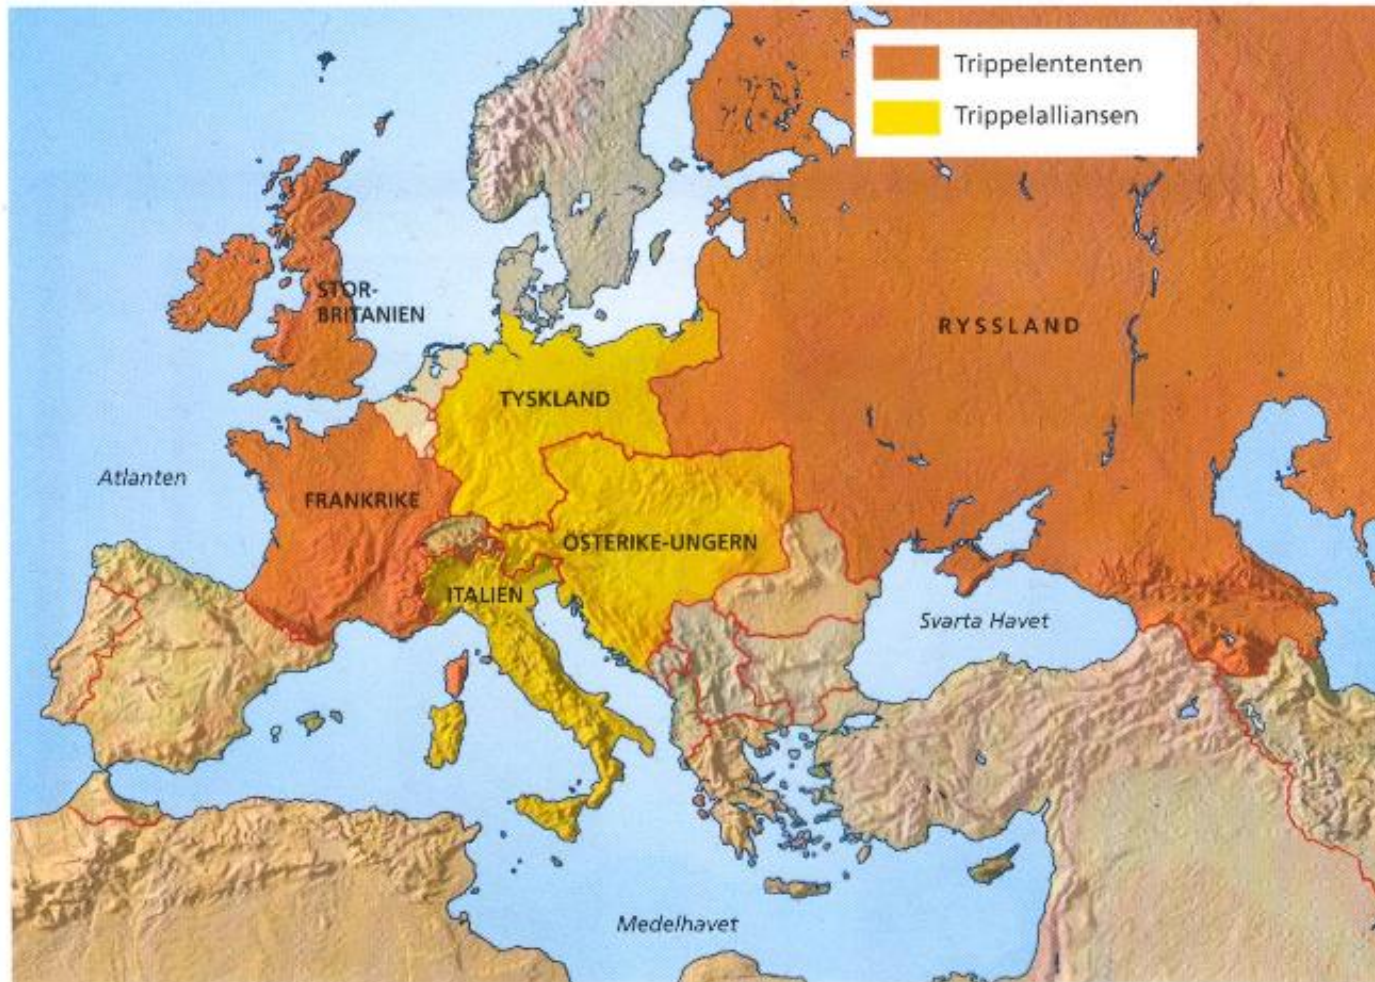 Trippelententen
Trippelalliansen
STOR-
BRITANIEN
RYSSLAND
TYSKLAND
Atlanten
FRANKRIKE
ÖSTERIKE-UNGERN
ITALIEN
Svarta Havet
Medelhavet